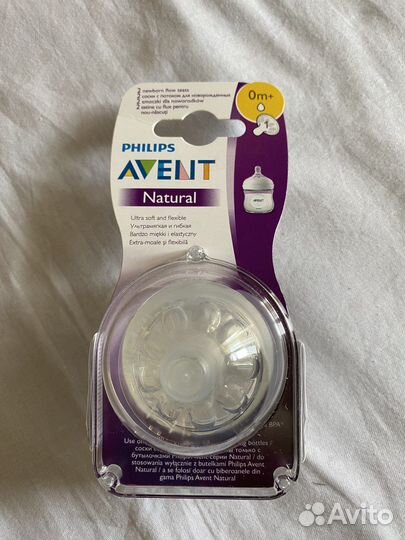 newborn flow teats
соски с потоком для новорожденных
smoczki dla noworodków
tetine cu flux pentru
nou-născuți
0m+
1
PHILIPS
AVENT
Natural
AVENT
Ultra soft and flexible
Ультрамягкая и гибкая
Bardzo miękki i elastyczny
Extra-moale și flexibilă
BPA
Use bottles /
соски только с
бутылочками серии Natural / do
stosowania wyłącznie z butelkami Philips Avent
Natural / a se folosi doar cu biberoanele din
gama Philips Avent Natural
Avito